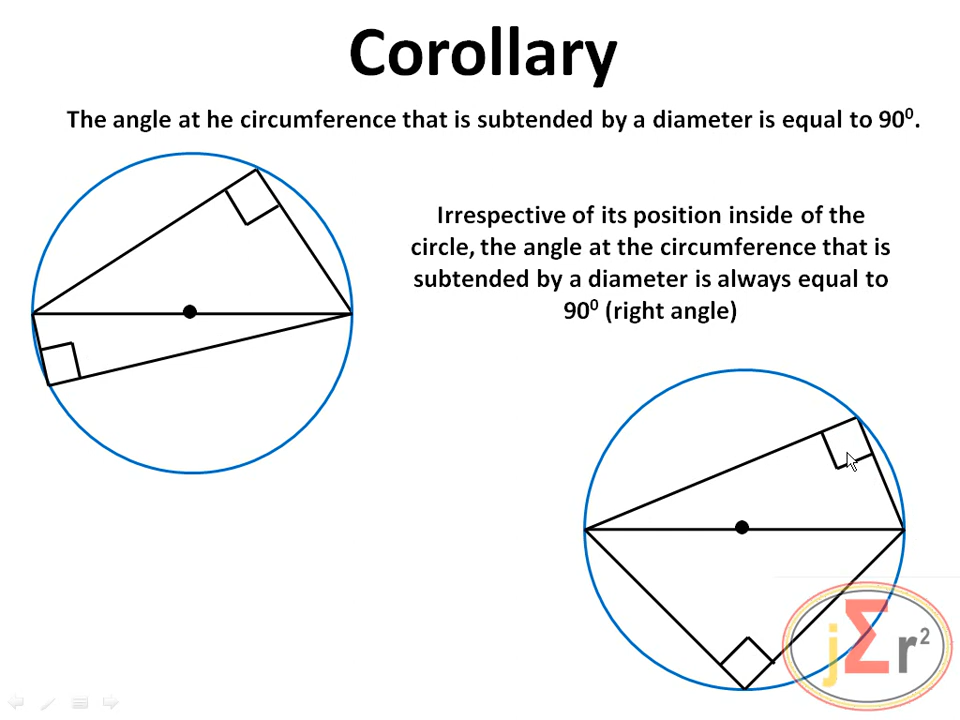 Corollary
The angle at he circumference that is subtended by a diameter is equal to 90⁰.
Irrespective of its position inside of the
circle, the angle at the circumference that is
subtended by a diameter is always equal to
90⁰ (right angle)
jΣr²